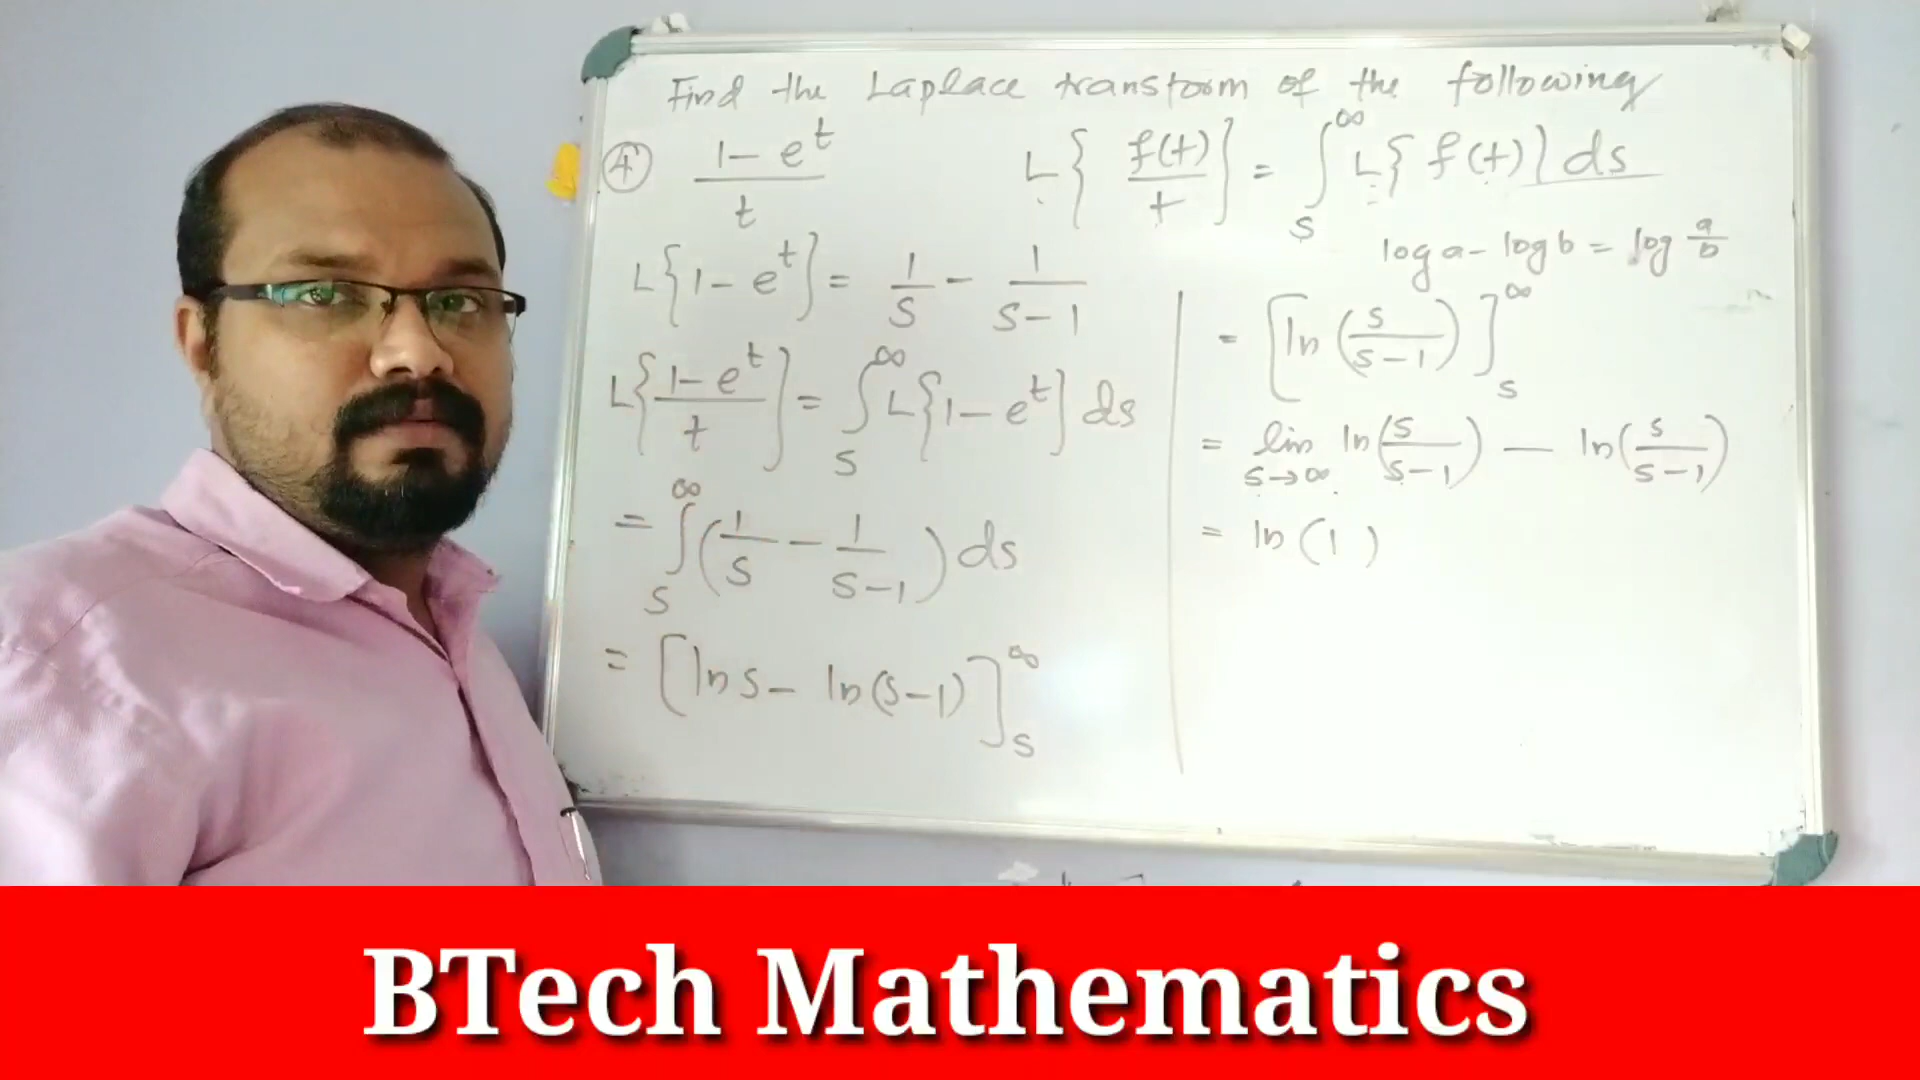 Find the Laplace transform of the following
④ (1 - e^t)/t
L{f(t)/t} = ∫_s^∞ L{f(t)} ds
log a - log b = log a/b
L{1 - e^t} = 1/s - 1/(s-1)
L{(1 - e^t)/t} = ∫_s^∞ L{1 - e^t} ds
= ∫_s^∞ (1/s - 1/(s-1)) ds
= [ln s - ln(s-1)]_s^∞
= [ln (s/(s-1))]_s^∞
= lim_{s→∞} ln(s/(s-1)) - ln(s/(s-1))
= ln(1)
BTech Mathematics